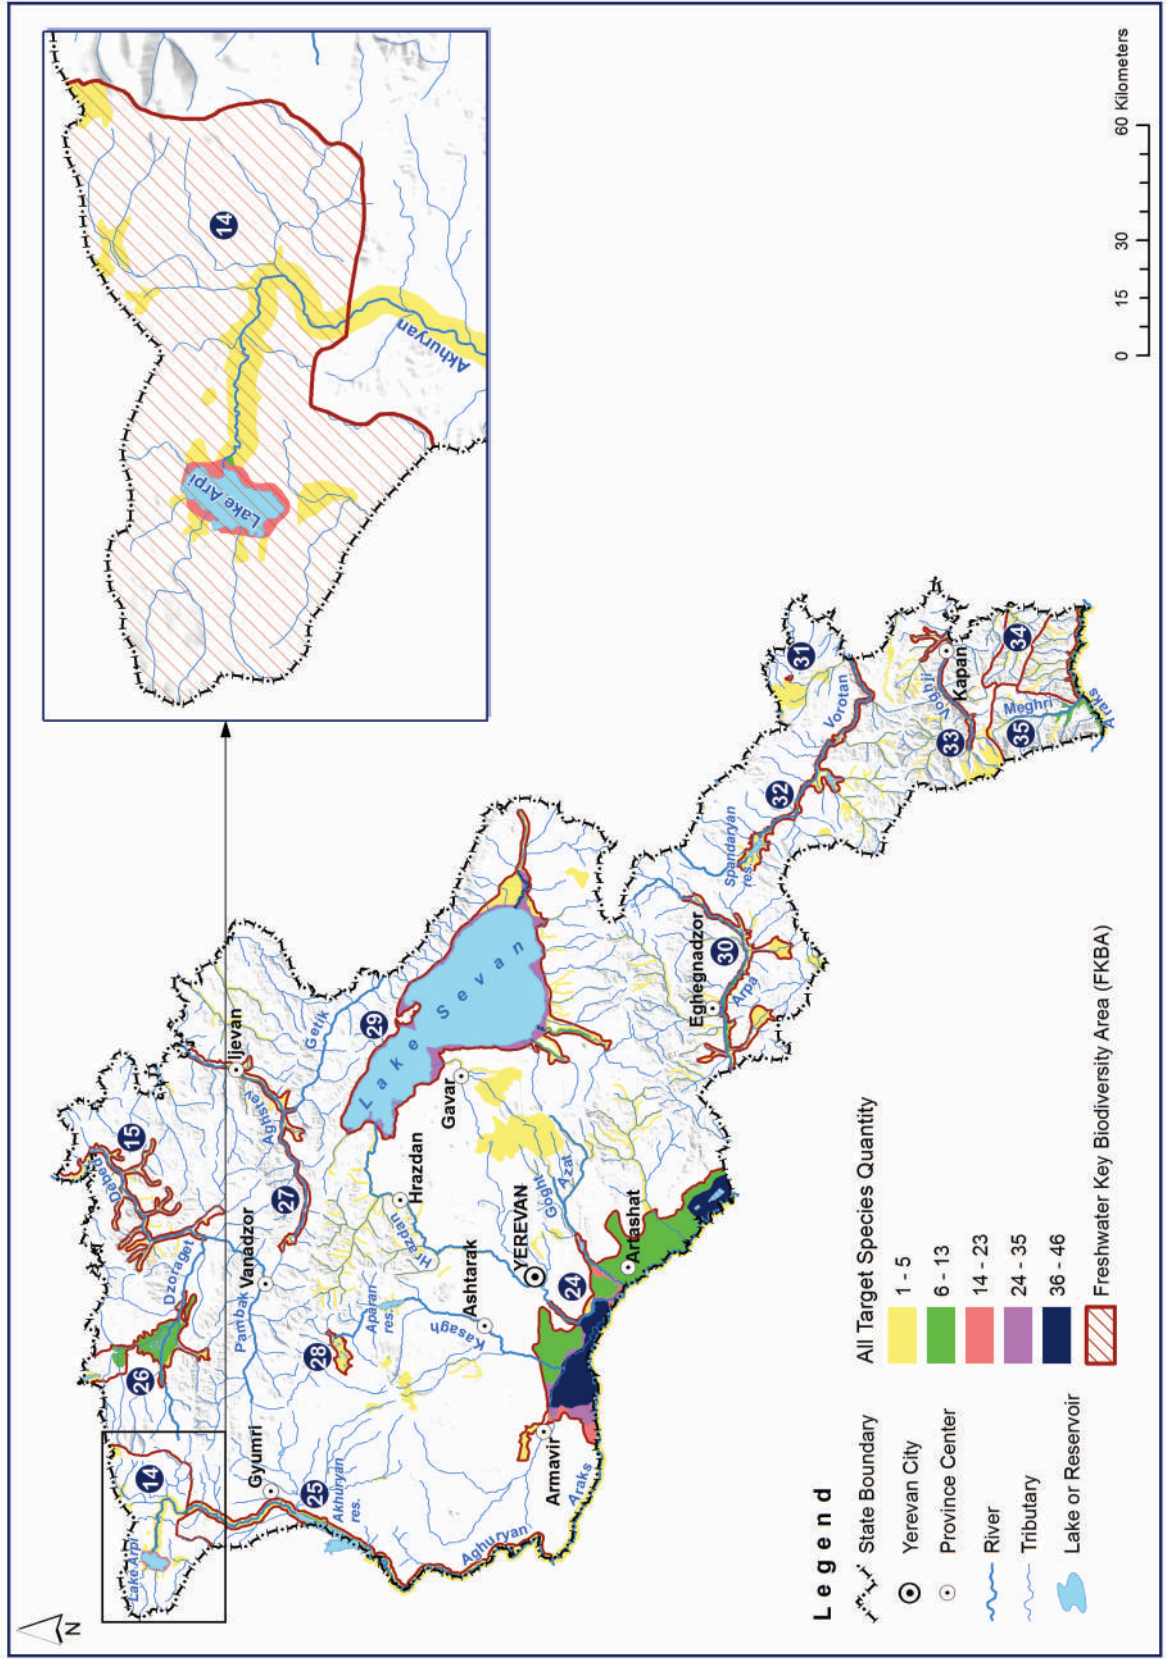 N
14
Lake Arpi
Akhuryan
Lake Arpi
14
26
Debed
15
Dzoraget
Pambak
Vanadzor
27
Aghstev
Ijevan
Getik
Gyumri
25
Akhuryan
res.
28
Aparan
res.
Hrazdan
Hrazdan
29
Lake Sevan
Gavar
Kasagh
Ashtarak
YEREVAN
Goght
Azat
24
Artashat
Armavir
Araks
Aghuryan
Eghegnadzor
30
Arpa
Spandaryan
res.
32
Vorotan
31
Voghji
Kapan
33
34
Meghri
35
Araks
0 15 30 60 Kilometers
Legend
State Boundary
Yerevan City
Province Center
River
Tributary
Lake or Reservoir
All Target Species Quantity
1 - 5
6 - 13
14 - 23
24 - 35
36 - 46
Freshwater Key Biodiversity Area (FKBA)